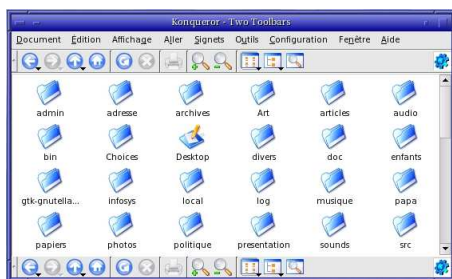 Konqueror - Two Toolbars
Document Edition Affichage Aller Signets Outils Configuration Fenêtre Aide
admin adresse archives Art articles audio
bin Choices Desktop divers doc enfants
gtk-gnutella... infosys local log musique papa
papiers photos politique presentation sounds src